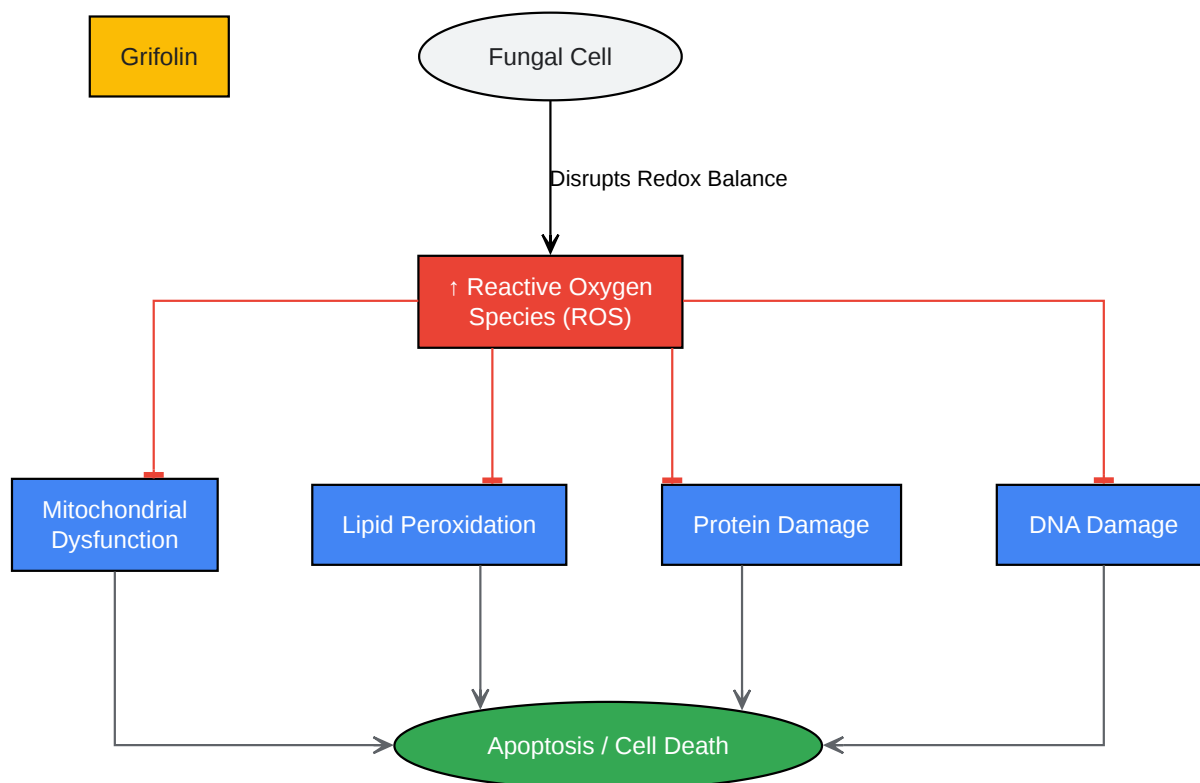 Grifolin
Fungal Cell
Disrupts Redox Balance
↑ Reactive Oxygen
Species (ROS)
Mitochondrial
Dysfunction
Lipid Peroxidation
Protein Damage
DNA Damage
Apoptosis / Cell Death